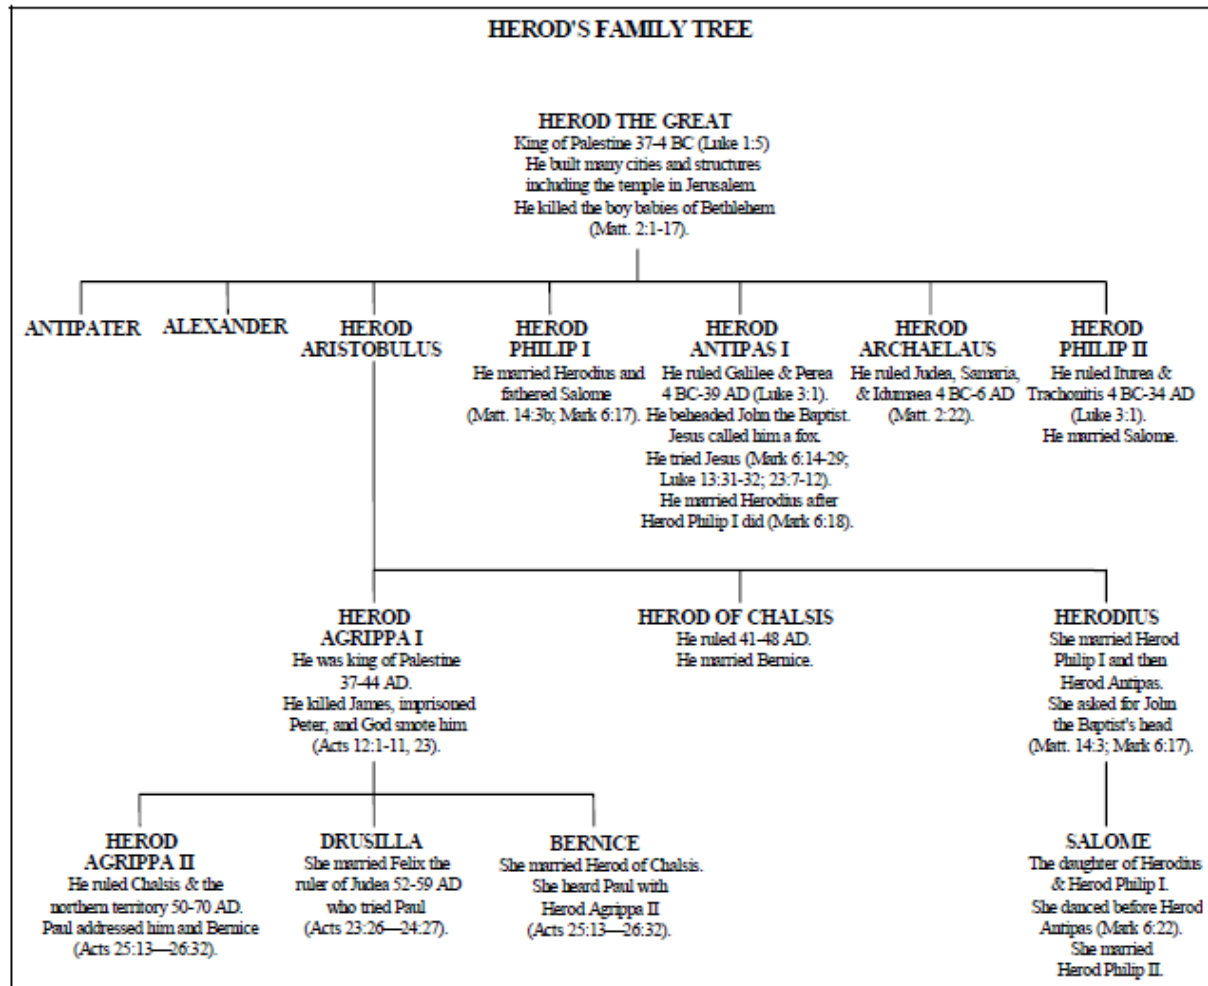 HEROD'S FAMILY TREE
HEROD THE GREAT
King of Palestine 37-4 BC (Luke 1:5)
He built many cities and structures
including the temple in Jerusalem.
He killed the boy babies of Bethlehem
(Matt. 2:1-17).
ANTIPATER
ALEXANDER
HEROD
ARISTOBULUS
HEROD
PHILIP I
He married Herodius and
fathered Salome
(Matt. 14:3b; Mark 6:17).
HEROD
ANTIPAS I
He ruled Galilee & Perea
4 BC-39 AD (Luke 3:1).
He beheaded John the Baptist.
Jesus called him a fox.
He tried Jesus (Mark 6:14-29;
Luke 13:31-32; 23:7-12).
He married Herodius after
Herod Philip I did (Mark 6:18).
HEROD
ARCHAELAUS
He ruled Judea, Samaria,
& Idumaea 4 BC-6 AD
(Matt. 2:22).
HEROD
PHILIP II
He ruled Iturea &
Trachonitis 4 BC-34 AD
(Luke 3:1).
He married Salome.
HEROD
AGRIPPA I
He was king of Palestine
37-44 AD.
He killed James, imprisoned
Peter, and God smote him
(Acts 12:1-11, 23).
HEROD OF CHALSIS
He ruled 41-48 AD.
He married Bernice.
HERODIUS
She married Herod
Philip I and then
Herod Antipas.
She asked for John
the Baptist's head
(Matt. 14:3; Mark 6:17).
HEROD
AGRIPPA II
He ruled Chalsis & the
northern territory 50-70 AD.
Paul addressed him and Bernice
(Acts 25:13—26:32).
DRUSILLA
She married Felix the
ruler of Judea 52-59 AD
who tried Paul
(Acts 23:26—24:27).
BERNICE
She married Herod of Chalsis.
She heard Paul with
Herod Agrippa II
(Acts 25:13—26:32).
SALOME
The daughter of Herodius
& Herod Philip I.
She danced before Herod
Antipas (Mark 6:22).
She married
Herod Philip II.